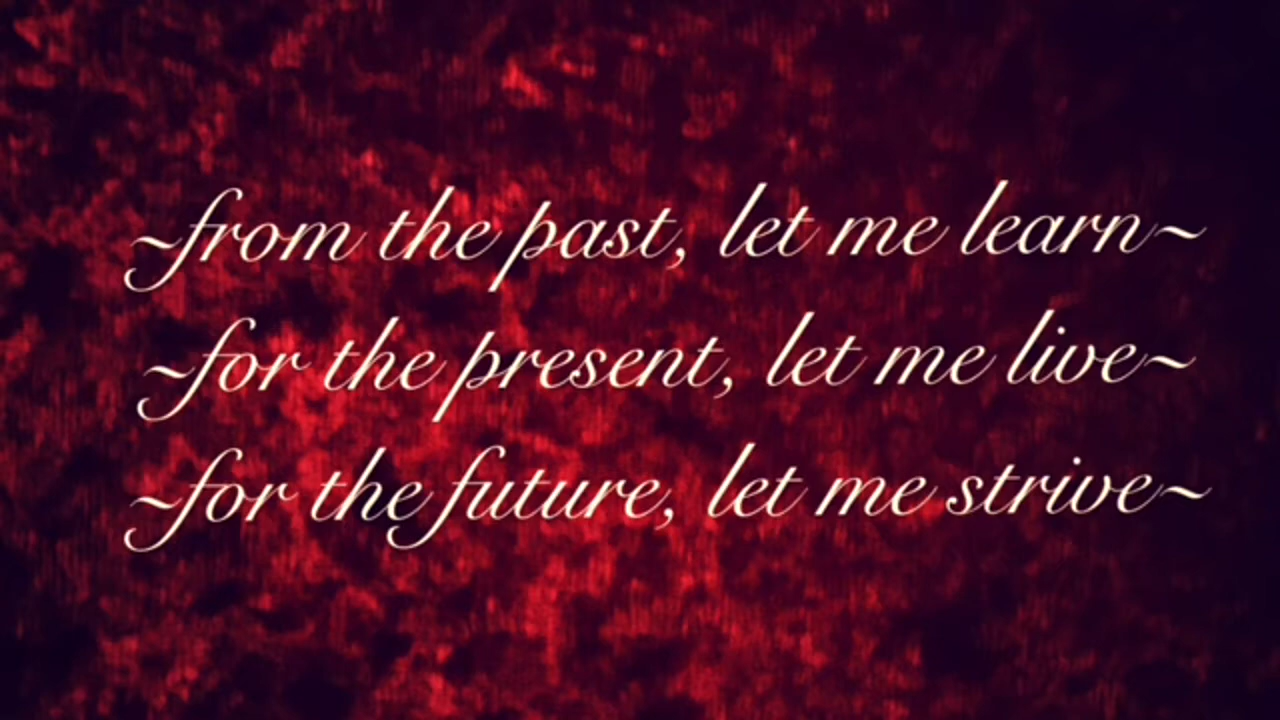 ~from the past, let me learn~
~for the present, let me live~
~for the future, let me strive~